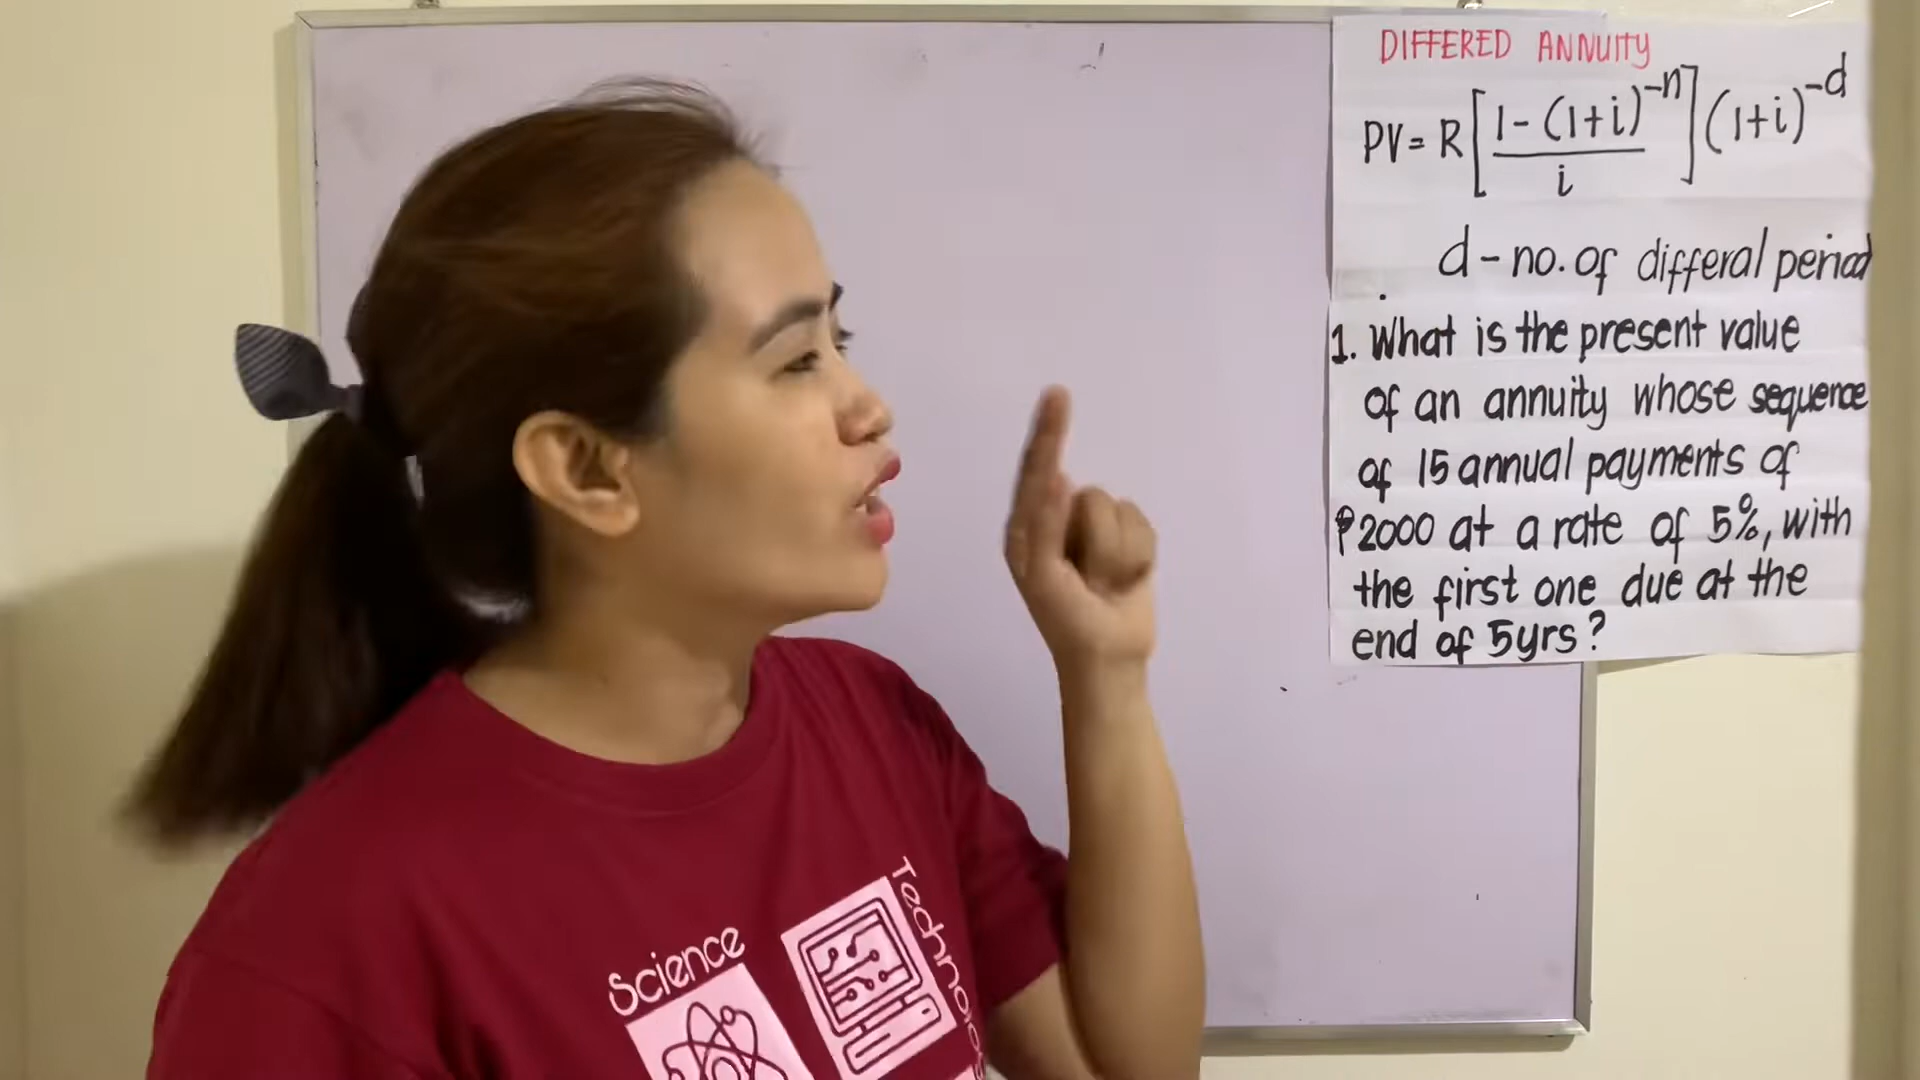 DIFFERED ANNUITY
PV = R [ 1 - (1+i)^-n / i ] (1+i)^-d
d - no. of differal period
1. What is the present value
of an annuity whose sequence
of 15 annual payments of
₱2000 at a rate of 5%, with
the first one due at the
end of 5yrs?
Science